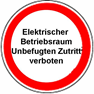 Elektrischer
Betriebsraum
Unbefugten Zutritt
verboten